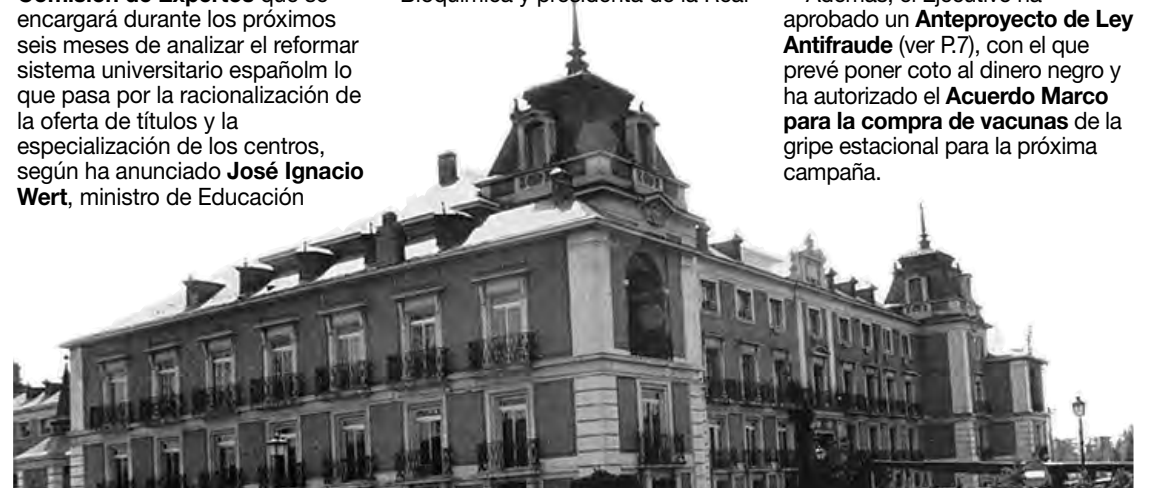 Comisión de Expertos que se
encargará durante los próximos
seis meses de analizar el reformar
sistema universitario españolm lo
que pasa por la racionalización de
la oferta de títulos y la
especialización de los centros,
según ha anunciado José Ignacio
Wert, ministro de Educación
Bioquímica y presidenta de la Real
Además, el Ejecutivo ha
aprobado un Anteproyecto de Ley
Antifraude (ver P.7), con el que
prevé poner coto al dinero negro y
ha autorizado el Acuerdo Marco
para la compra de vacunas de la
gripe estacional para la próxima
campaña.